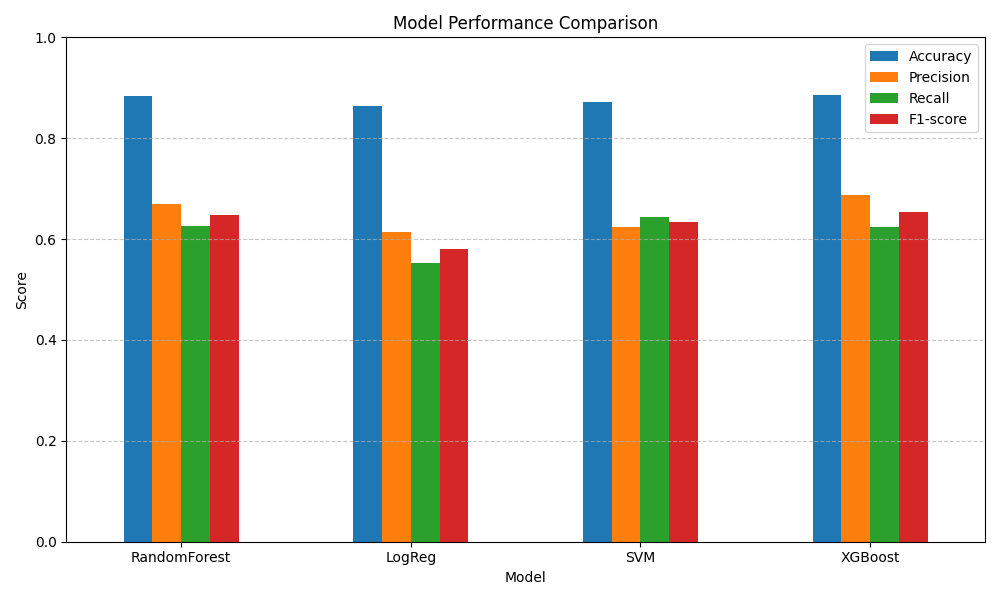 Model Performance Comparison
1.0
0.8
0.6
0.4
0.2
0.0
Score
Accuracy
Precision
Recall
F1-score
RandomForest LogReg SVM XGBoost
Model